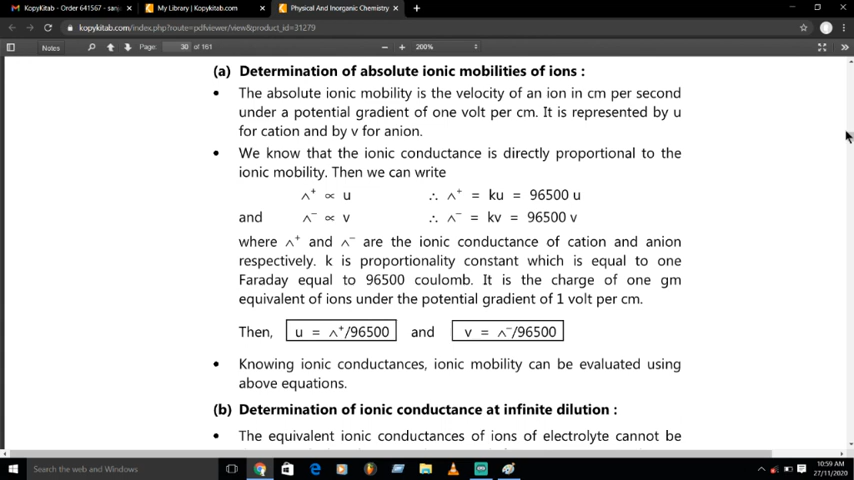 KopyKitab - Order 641567 - sanj
My Library | KopyKitab.com
Physical And Inorganic Chemistry
kopykitab.com/index.php?route=pdfviewer/view&product_id=31279
Notes
Page: 30 of 161
200%
(a) Determination of absolute ionic mobilities of ions :
• The absolute ionic mobility is the velocity of an ion in cm per second
under a potential gradient of one volt per cm. It is represented by u
for cation and by v for anion.
• We know that the ionic conductance is directly proportional to the
ionic mobility. Then we can write
∧⁺ ∝ u ∴ ∧⁺ = ku = 96500 u
and ∧⁻ ∝ v ∴ ∧⁻ = kv = 96500 v
where ∧⁺ and ∧⁻ are the ionic conductance of cation and anion
respectively. k is proportionality constant which is equal to one
Faraday equal to 96500 coulomb. It is the charge of one gm
equivalent of ions under the potential gradient of 1 volt per cm.
Then, u = ∧⁺/96500 and v = ∧⁻/96500
• Knowing ionic conductances, ionic mobility can be evaluated using
above equations.
(b) Determination of ionic conductance at infinite dilution :
• The equivalent ionic conductances of ions of electrolyte cannot be
Search the web and Windows
10:59 AM
27/11/2020